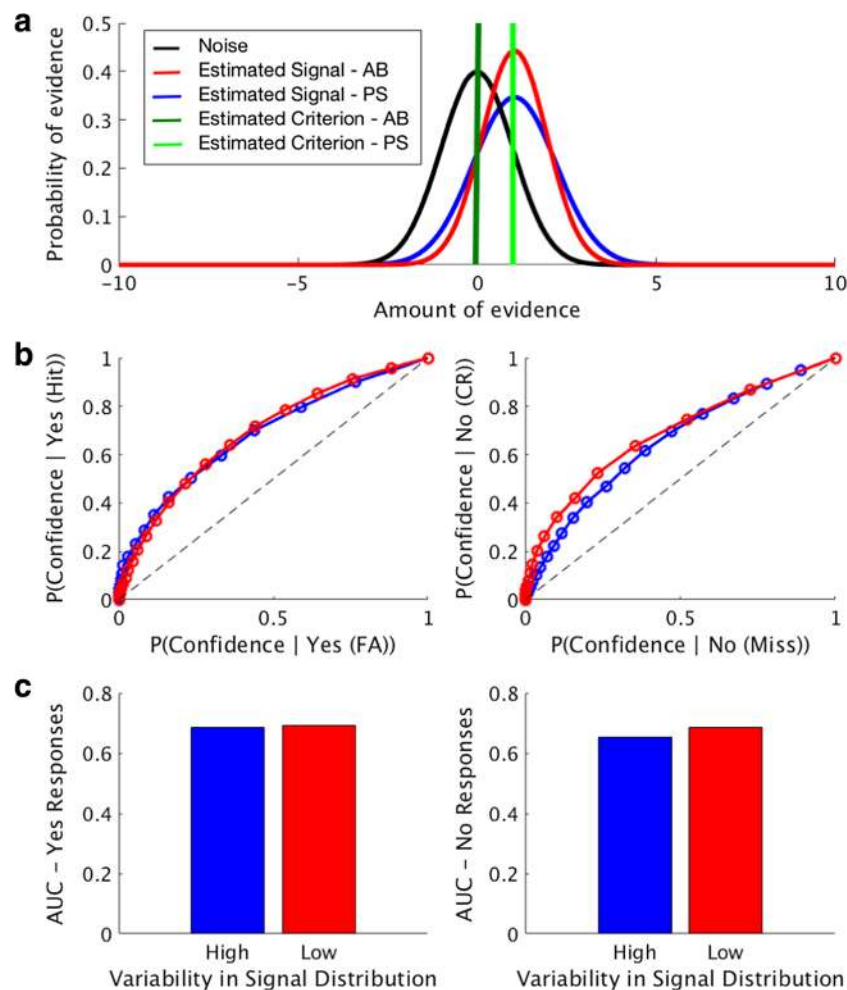 a
Probability of evidence
0.5
0.4
0.3
0.2
0.1
0
Noise
Estimated Signal - AB
Estimated Signal - PS
Estimated Criterion - AB
Estimated Criterion - PS
-10
-5
0
5
10
Amount of evidence
b
P(Confidence | Yes (Hit))
1
0.8
0.6
0.4
0.2
0
0
0.5
1
P(Confidence | Yes (FA))
P(Confidence | No (CR))
1
0.8
0.6
0.4
0.2
0
0
0.5
1
P(Confidence | No (Miss))
c
AUC - Yes Responses
0.8
0.6
0.4
0.2
0
High
Low
Variability in Signal Distribution
AUC - No Responses
0.8
0.6
0.4
0.2
0
High
Low
Variability in Signal Distribution